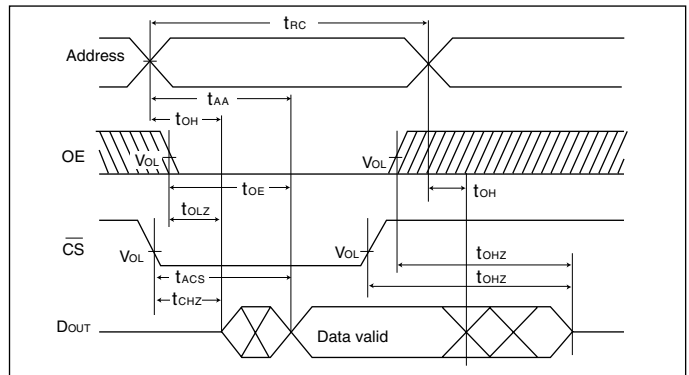 tRC
Address
tAA
tOH
OE
VOL
VOL
tOE
tOH
tOLZ
CS
VOL
VOL
tOHZ
tACS
tOHZ
tCHZ
DOUT
Data valid